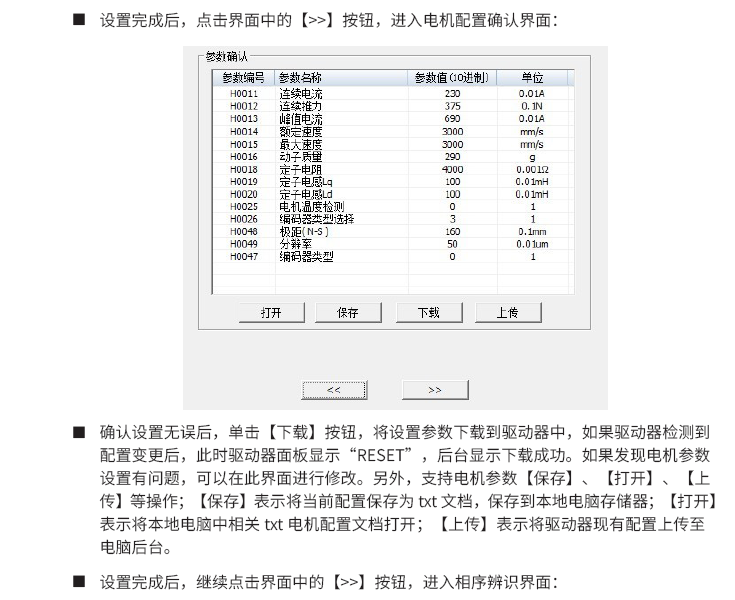 ■ 设置完成后，点击界面中的【>>】按钮，进入电机配置确认界面：
参数确认
参数编号 参数名称 参数值(10进制) 单位
H0011 连续电流 230 0.01A
H0012 连续推力 375 0.1N
H0013 峰值电流 690 0.01A
H0014 额定速度 3000 mm/s
H0015 最大速度 3000 mm/s
H0016 动子质量 290 g
H0018 定子电阻 4000 0.001Ω
H0019 定子电感Lq 100 0.01mH
H0020 定子电感Ld 100 0.01mH
H0025 电机温度检测 0 1
H0026 编码器类型选择 3 1
H0048 极距(N-S) 160 0.1mm
H0049 分辩率 50 0.01um
H0047 编码器类型 0 1
打开 保存 下载 上传
<< >>
■ 确认设置无误后，单击【下载】按钮，将设置参数下载到驱动器中，如果驱动器检测到
配置变更后，此时驱动器面板显示“RESET”，后台显示下载成功。如果发现电机参数
设置有问题，可以在此界面进行修改。另外，支持电机参数【保存】、【打开】、【上
传】等操作；【保存】表示将当前配置保存为 txt 文档，保存到本地电脑存储器；【打开】
表示将本地电脑中相关 txt 电机配置文档打开；【上传】表示将驱动器现有配置上传至
电脑后台。
■ 设置完成后，继续点击界面中的【>>】按钮，进入相序辨识界面：